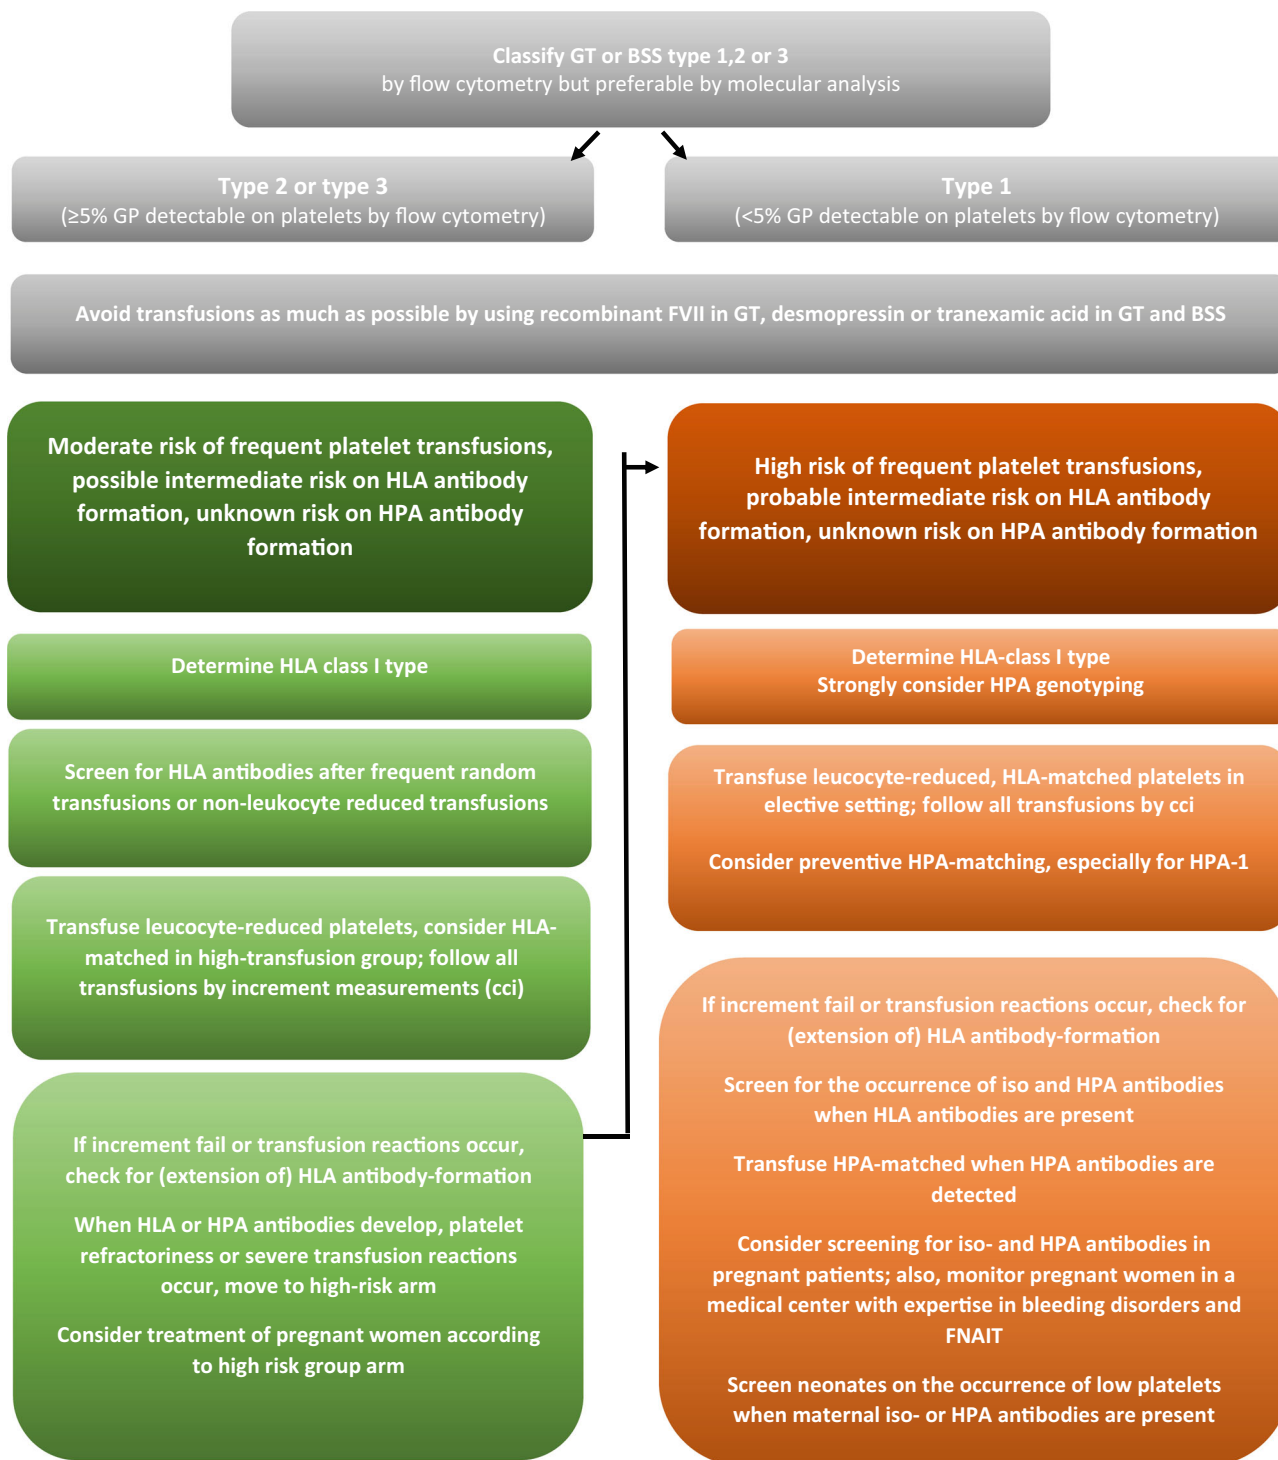 Classify GT or BSS type 1,2 or 3
by flow cytometry but preferable by molecular analysis
Type 2 or type 3
(≥5% GP detectable on platelets by flow cytometry)
Type 1
(<5% GP detectable on platelets by flow cytometry)
Avoid transfusions as much as possible by using recombinant FVII in GT, desmopressin or tranexamic acid in GT and BSS
Moderate risk of frequent platelet transfusions,
possible intermediate risk on HLA antibody
formation, unknown risk on HPA antibody
formation
Determine HLA class I type
Screen for HLA antibodies after frequent random
transfusions or non-leukocyte reduced transfusions
Transfuse leucocyte-reduced platelets, consider HLA-
matched in high-transfusion group; follow all
transfusions by increment measurements (cci)
If increment fail or transfusion reactions occur,
check for (extension of) HLA antibody-formation
When HLA or HPA antibodies develop, platelet
refractoriness or severe transfusion reactions
occur, move to high-risk arm
Consider treatment of pregnant women according
to high risk group arm
High risk of frequent platelet transfusions,
probable intermediate risk on HLA antibody
formation, unknown risk on HPA antibody formation
Determine HLA-class I type
Strongly consider HPA genotyping
Transfuse leucocyte-reduced, HLA-matched platelets in
elective setting; follow all transfusions by cci
Consider preventive HPA-matching, especially for HPA-1
If increment fail or transfusion reactions occur, check for
(extension of) HLA antibody-formation
Screen for the occurrence of iso and HPA antibodies
when HLA antibodies are present
Transfuse HPA-matched when HPA antibodies are
detected
Consider screening for iso- and HPA antibodies in
pregnant patients; also, monitor pregnant women in a
medical center with expertise in bleeding disorders and
FNAIT
Screen neonates on the occurrence of low platelets
when maternal iso- or HPA antibodies are present